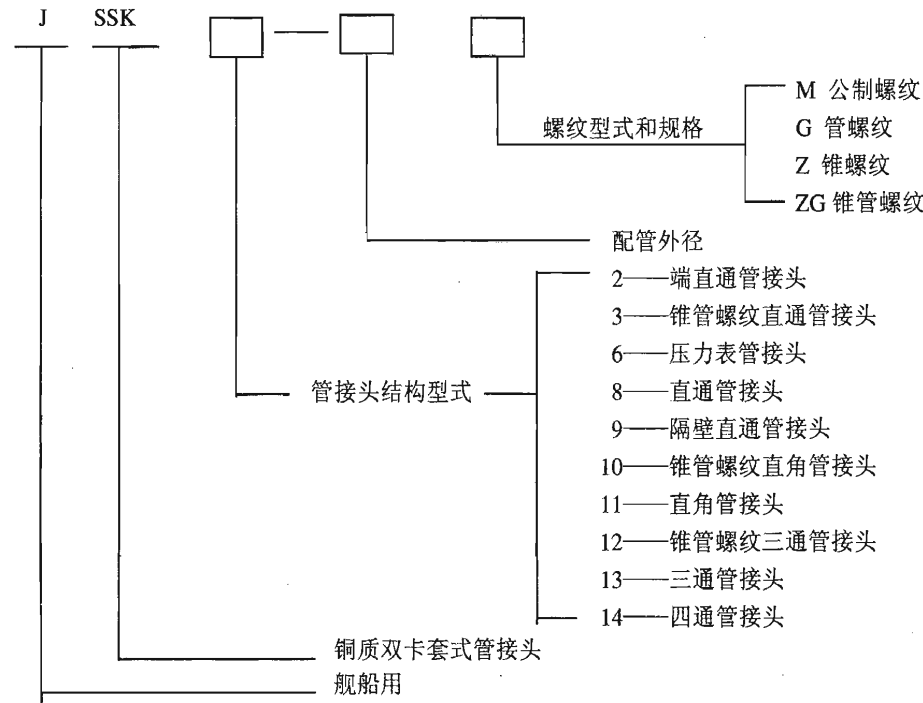 J SSK
M 公制螺纹
螺纹型式和规格
G 管螺纹
Z 锥螺纹
ZG 锥管螺纹
配管外径
2——端直通管接头
3——锥管螺纹直通管接头
6——压力表管接头
管接头结构型式
8——直通管接头
9——隔壁直通管接头
10——锥管螺纹直角管接头
11——直角管接头
12——锥管螺纹三通管接头
13——三通管接头
14——四通管接头
铜质双卡套式管接头
舰船用